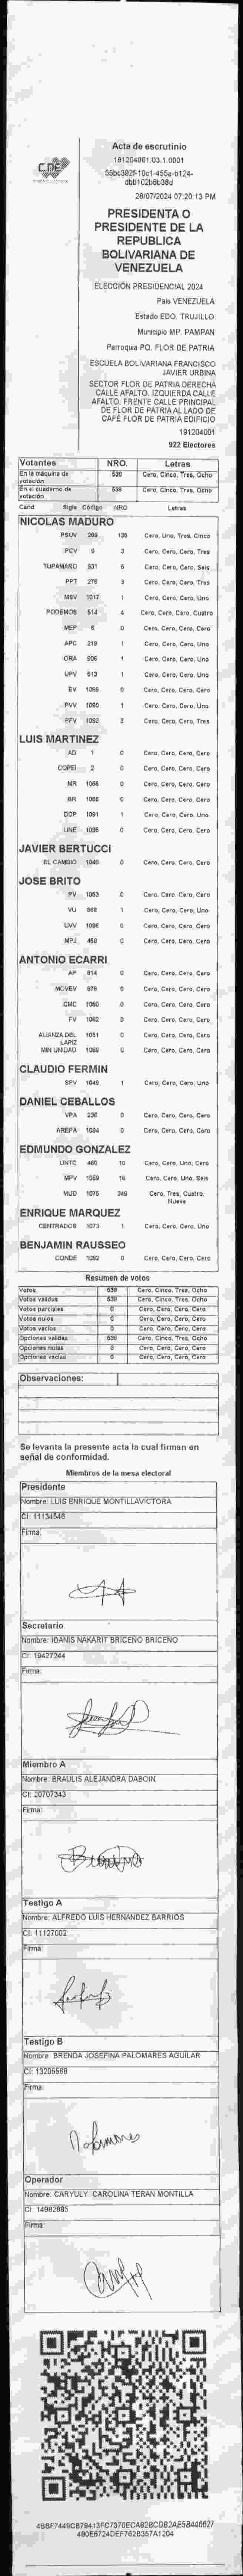 CNE
Acta de escrutinio
191204001.03.1.0001
26/07/2024 07:20:13 PM
PRESIDENTA O
PRESIDENTE DE LA
REPUBLICA
BOLIVARIANA DE
VENEZUELA
ELECCIÓN PRESIDENCIAL 2024
Pais VENEZUELA
Estado EDO. TRUJILLO
Municipio MP. PAMPAN
Parroquia PQ. FLOR DE PATRIA
ESCUELA BOLIVARIANA FRANCISCO
JAVIER URBINA
SECTOR FLOR DE PATRIA DERECHA
CALLE AFALTO. IZQUIERDA CALLE
AFALTO. FRENTE CALLE PRINCIPAL
DE FLOR DE PATRIA AL LADO DE
CAFÉ FLOR DE PATRIA EDIFICIO
191204001
922 Electores
Votantes NRO. Letras
En la máquina de votación 538 Cero, Cinco, Tres, Ocho
En el cuaderno de votación 538 Cero, Cinco, Tres, Ocho
Cand Sigla Código NRO Letras
NICOLAS MADURO
PSUV 269 135 Cero, Uno, Tres, Cinco
PCV 3 Cero, Cero, Cero, Tres
TUPAMARO 931 6 Cero, Cero, Cero, Seis
PPT 276 3 Cero, Cero, Cero, Tres
MSV 1017 1 Cero, Cero, Cero, Uno
PODEMOS 514 4 Cero, Cero, Cero, Cuatro
MEP 0 Cero, Cero, Cero, Cero
APC 219 1 Cero, Cero, Cero, Uno
ORA 906 1 Cero, Cero, Cero, Uno
UPV 613 1 Cero, Cero, Cero, Uno
EV 1089 0 Cero, Cero, Cero, Cero
PVV 1090 1 Cero, Cero, Cero, Uno
PFV 1093 3 Cero, Cero, Cero, Tres
LUIS MARTINEZ
AD 1 0 Cero, Cero, Cero, Cero
COPEI 2 0 Cero, Cero, Cero, Cero
MR 0 Cero, Cero, Cero, Cero
BR 0 Cero, Cero, Cero, Cero
DDP 1091 1 Cero, Cero, Cero, Uno
UNE 1095 0 Cero, Cero, Cero, Cero
JAVIER BERTUCCI
EL CAMBIO 1048 0 Cero, Cero, Cero, Cero
JOSE BRITO
PV 1053 0 Cero, Cero, Cero, Cero
VU 868 1 Cero, Cero, Cero, Uno
UVV 1096 0 Cero, Cero, Cero, Cero
MPJ 0 Cero, Cero, Cero, Cero
ANTONIO ECARRI
AP 814 0 Cero, Cero, Cero, Cero
MOVEV 979 0 Cero, Cero, Cero, Cero
CMC 1050 0 Cero, Cero, Cero, Cero
FV 1062 0 Cero, Cero, Cero, Cero
ALIANZA DEL LAPIZ 1051 0 Cero, Cero, Cero, Cero
MIN UNIDAD 1088 0 Cero, Cero, Cero, Cero
CLAUDIO FERMIN
SPV 1049 1 Cero, Cero, Cero, Uno
DANIEL CEBALLOS
VPA 236 0 Cero, Cero, Cero, Cero
AREPA 1084 0 Cero, Cero, Cero, Cero
EDMUNDO GONZALEZ
UNTC 460 10 Cero, Cero, Uno, Cero
MPV 1069 16 Cero, Cero, Uno, Seis
MUD 1075 349 Cero, Tres, Cuatro, Nueve
ENRIQUE MARQUEZ
CENTRADOS 1073 1 Cero, Cero, Cero, Uno
BENJAMIN RAUSSEO
CONDE 1092 0 Cero, Cero, Cero, Cero
Resumen de votos
Votos 538 Cero, Cinco, Tres, Ocho
Votos válidos 538 Cero, Cinco, Tres, Ocho
Votos parciales 0 Cero, Cero, Cero, Cero
Votos nulos 0 Cero, Cero, Cero, Cero
Votos vacíos 0 Cero, Cero, Cero, Cero
Opciones válidas 538 Cero, Cinco, Tres, Ocho
Opciones nulas 0 Cero, Cero, Cero, Cero
Opciones vacías 0 Cero, Cero, Cero, Cero
Observaciones:
Se levanta la presente acta la cual firman en
señal de conformidad.
Miembros de la mesa electoral
Presidente
Nombre: LUIS ENRIQUE MONTILLAVICTORA
CI: 11134546
Firma:
Secretario
Nombre: IDANIS NAKARIT BRICEÑO BRICEÑO
CI: 19427244
Firma:
Miembro A
Nombre: BRAULIS ALEJANDRA DABOIN
CI: 20707343
Firma:
Testigo A
Nombre: ALFREDO LUIS HERNANDEZ BARRIOS
CI: 11127002
Firma:
Testigo B
Nombre: BRENDA JOSEFINA PALOMARES AGUILAR
CI: 13205568
Firma:
Palomares
Operador
Nombre: CARYULY CAROLINA TERAN MONTILLA
CI: 14982885
Firma: